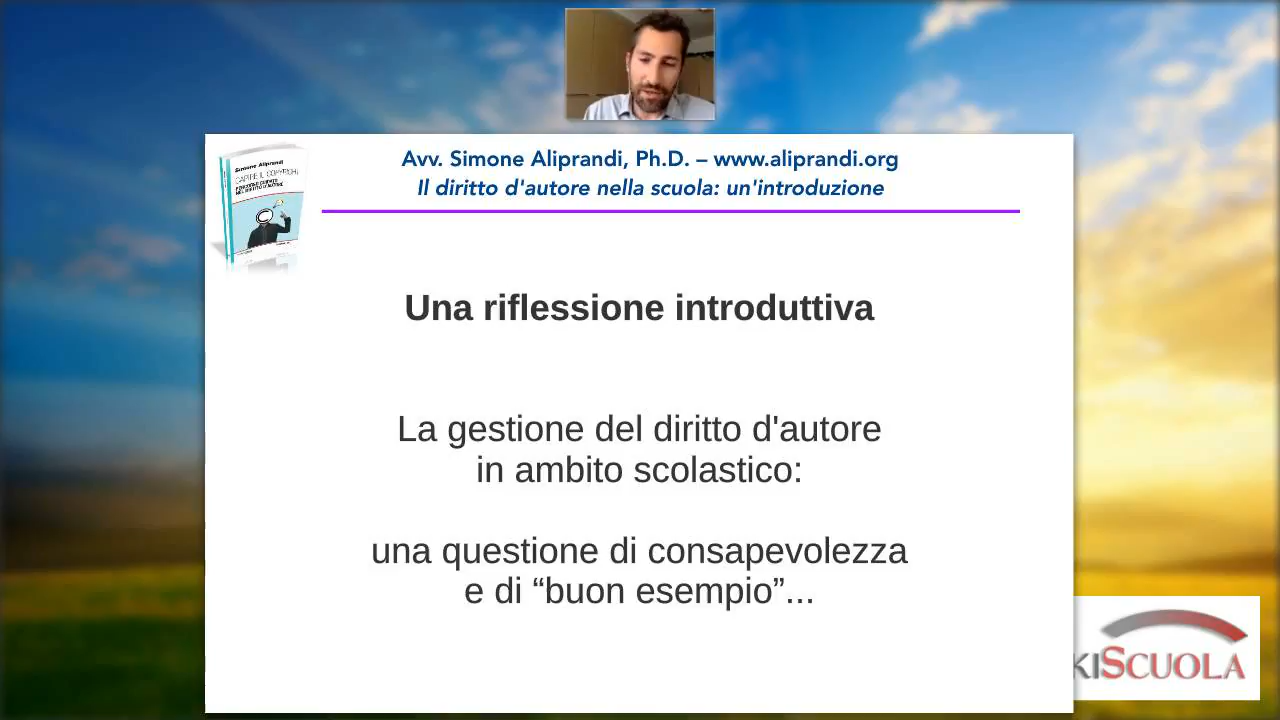 Avv. Simone Aliprandi, Ph.D. – www.aliprandi.org
Il diritto d'autore nella scuola: un'introduzione
Simone Aliprandi
CAPIRE IL COPYRIGHT
Una riflessione introduttiva
La gestione del diritto d'autore
in ambito scolastico:
una questione di consapevolezza
e di “buon esempio”...
KISCUOLA